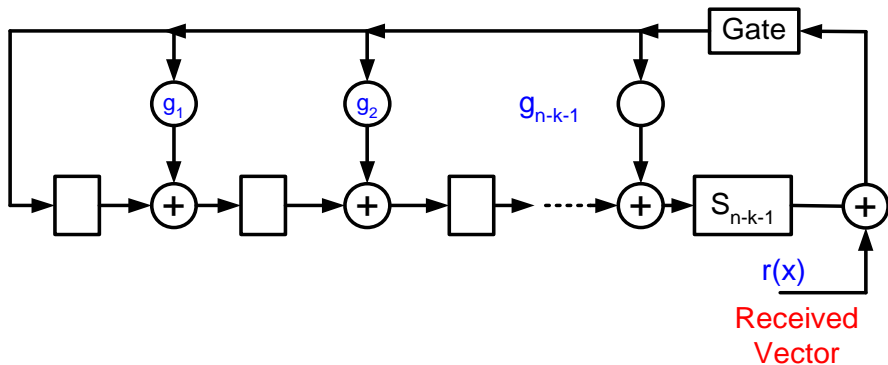 Gate
g₁
g₂
gₙ₋ₖ₋₁
+
+
+
Sₙ₋ₖ₋₁
+
r(x)
Received
Vector